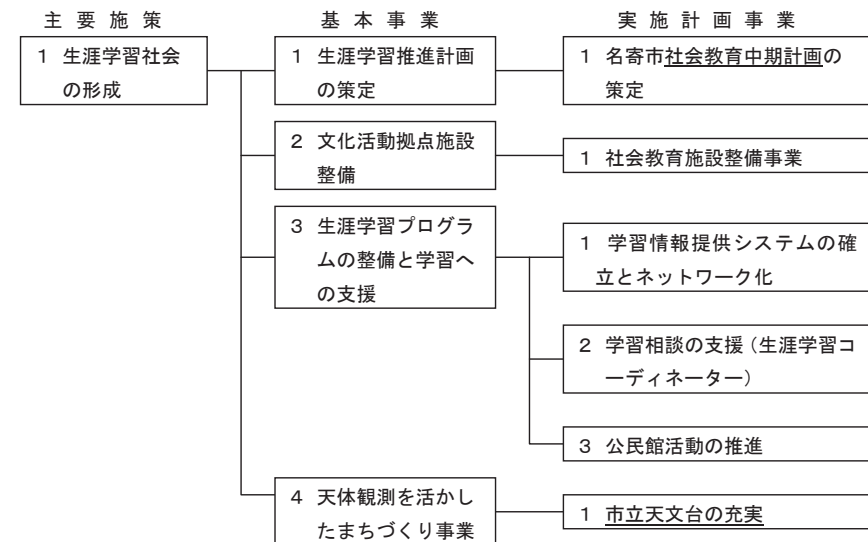 主要施策
基本事業
実施計画事業
1 生涯学習社会
の形成
1 生涯学習推進計画
の策定
1 名寄市社会教育中期計画の
策定
2 文化活動拠点施設
整備
1 社会教育施設整備事業
3 生涯学習プログラ
ムの整備と学習へ
の支援
1 学習情報提供システムの確
立とネットワーク化
2 学習相談の支援(生涯学習コ
ーディネーター)
3 公民館活動の推進
4 天体観測を活かし
たまちづくり事業
1 市立天文台の充実